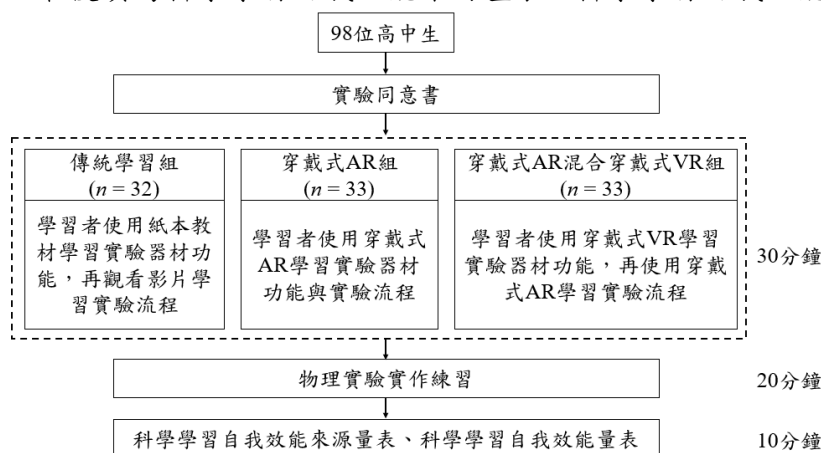 98位高中生
實驗同意書
傳統學習組
(n = 32)
學習者使用紙本教
材學習實驗器材功
能，再觀看影片學
習實驗流程
穿戴式AR組
(n = 33)
學習者使用穿戴式
AR學習實驗器材
功能與實驗流程
穿戴式AR混合穿戴式VR組
(n = 33)
學習者使用穿戴式VR學習
實驗器材功能，再使用穿戴
式AR學習實驗流程
30分鐘
物理實驗實作練習
20分鐘
科學學習自我效能來源量表、科學學習自我效能量表
10分鐘